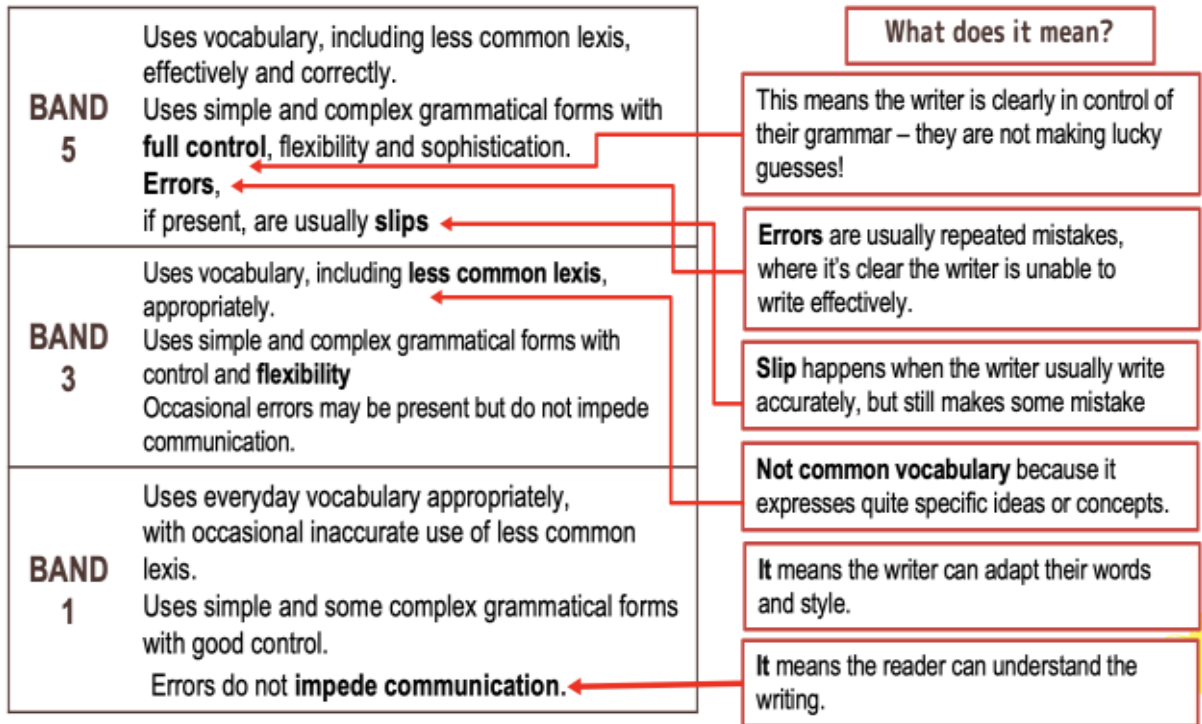 BAND
5
Uses vocabulary, including less common lexis,
effectively and correctly.
Uses simple and complex grammatical forms with
full control, flexibility and sophistication.
Errors,
if present, are usually slips
BAND
3
Uses vocabulary, including less common lexis,
appropriately.
Uses simple and complex grammatical forms with
control and flexibility
Occasional errors may be present but do not impede
communication.
BAND
1
Uses everyday vocabulary appropriately,
with occasional inaccurate use of less common
lexis.
Uses simple and some complex grammatical forms
with good control.
Errors do not impede communication.
What does it mean?
This means the writer is clearly in control of
their grammar – they are not making lucky
guesses!
Errors are usually repeated mistakes,
where it's clear the writer is unable to
write effectively.
Slip happens when the writer usually write
accurately, but still makes some mistake
Not common vocabulary because it
expresses quite specific ideas or concepts.
It means the writer can adapt their words
and style.
It means the reader can understand the
writing.